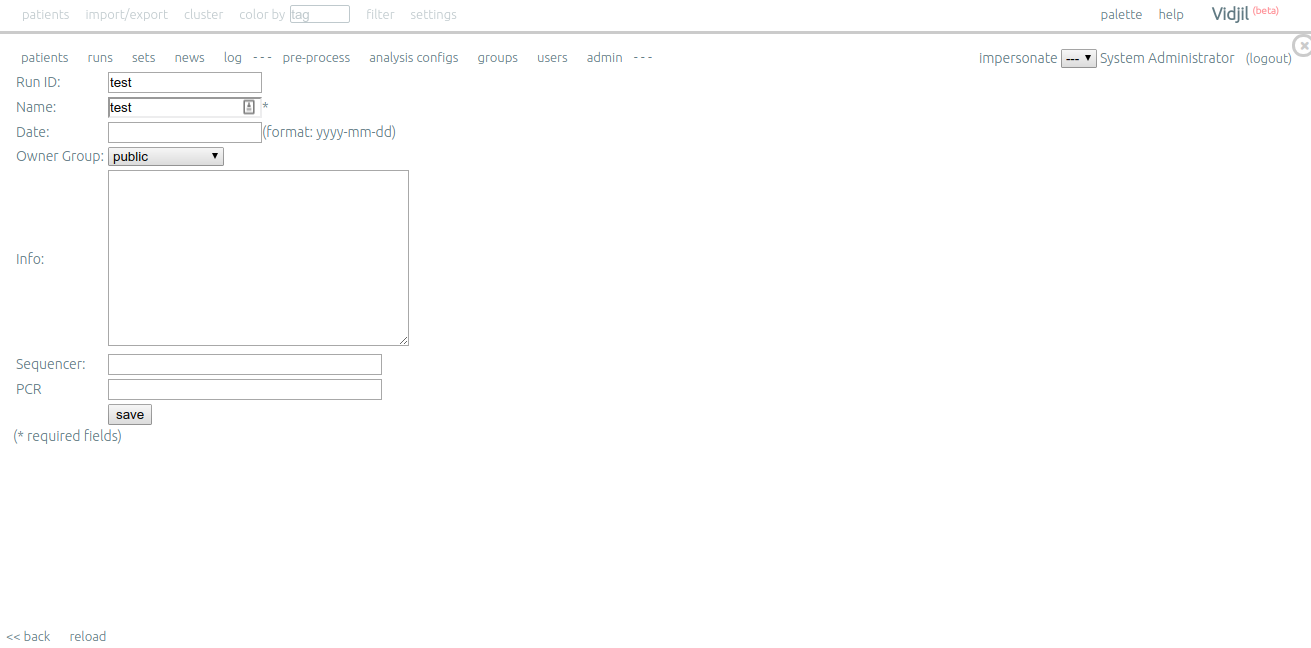 patients import/export cluster color by tag filter settings palette help Vidjil (beta)
patients runs sets news log --- pre-process analysis configs groups users admin --- Impersonate --- System Administrator (logout)
Run ID: test
Name: test *
Date: (format: yyyy-mm-dd)
Owner Group: public
Info:
Sequencer:
PCR
save
(* required fields)
<< back reload